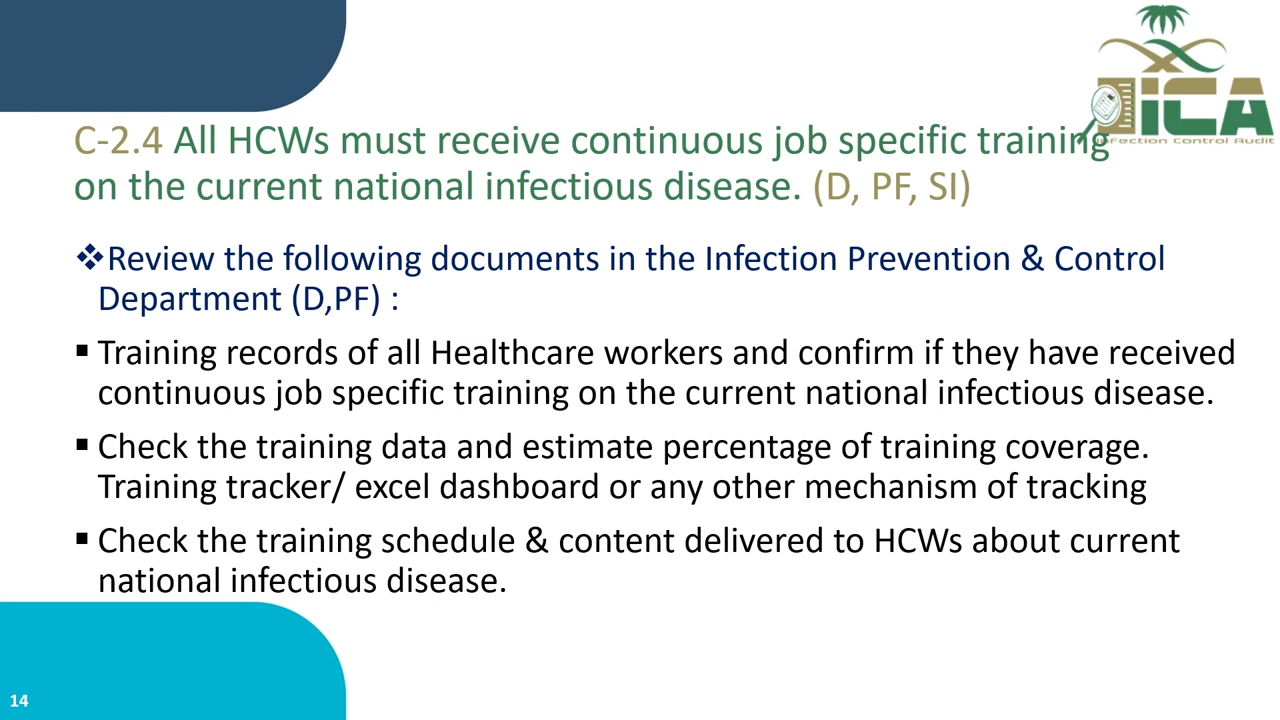 iCA
Infection Control Audit
C-2.4 All HCWs must receive continuous job specific training
on the current national infectious disease. (D, PF, SI)
❖Review the following documents in the Infection Prevention & Control
Department (D,PF) :
▪ Training records of all Healthcare workers and confirm if they have received
continuous job specific training on the current national infectious disease.
▪ Check the training data and estimate percentage of training coverage.
Training tracker/ excel dashboard or any other mechanism of tracking
▪ Check the training schedule & content delivered to HCWs about current
national infectious disease.
14